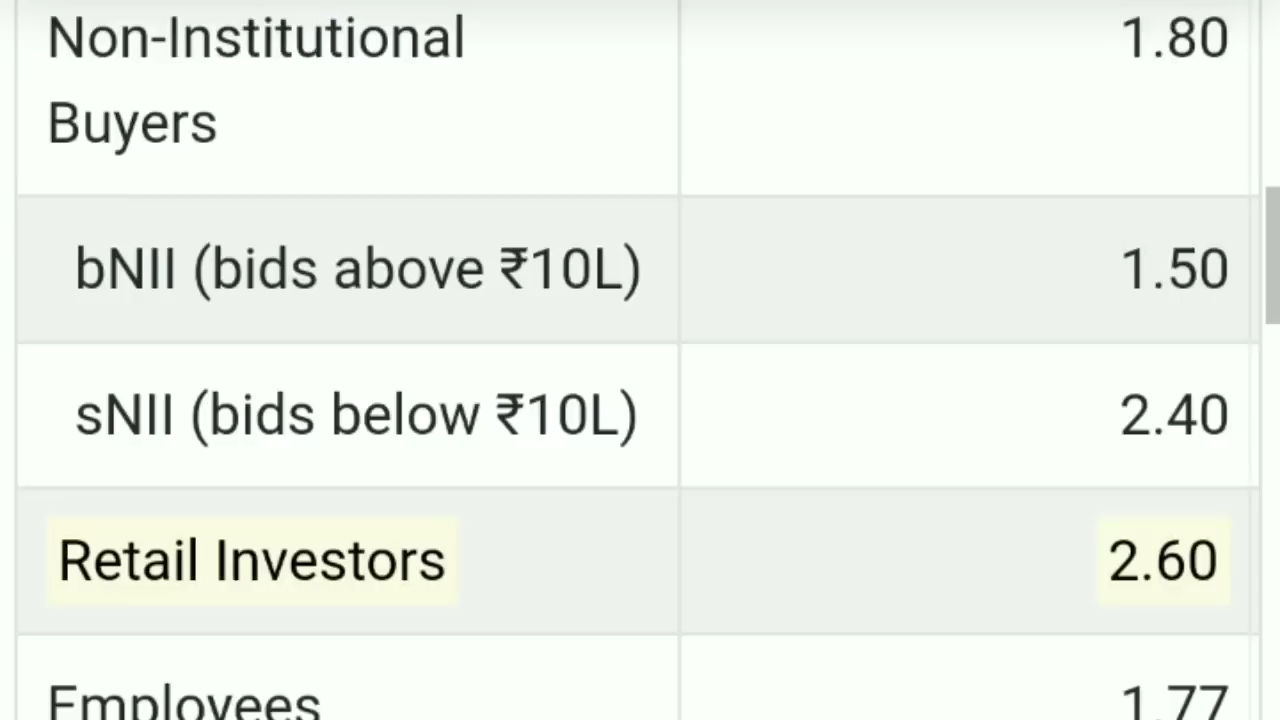 Non-Institutional 1.80
Buyers
bNII (bids above ₹10L) 1.50
sNII (bids below ₹10L) 2.40
Retail Investors 2.60
Employees 1.77